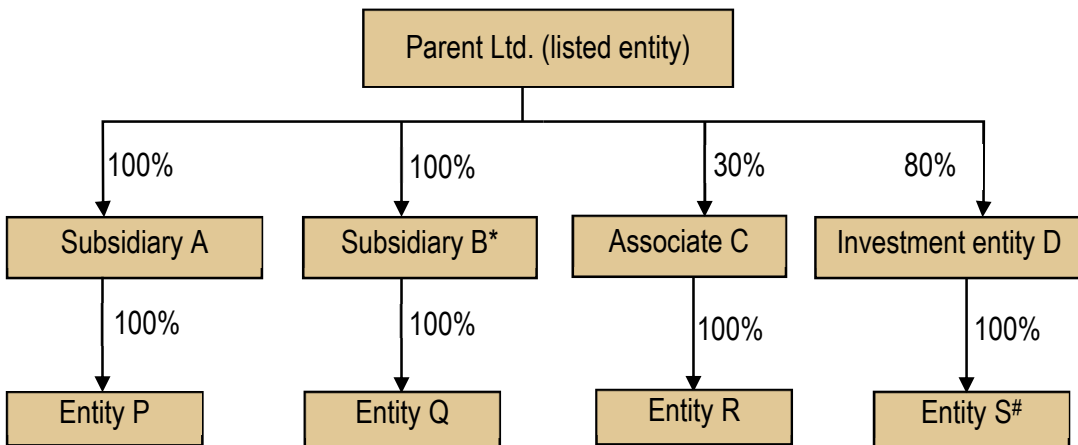 Parent Ltd. (listed entity)
100%
100%
30%
80%
Subsidiary A
Subsidiary B*
Associate C
Investment entity D
100%
100%
100%
100%
Entity P
Entity Q
Entity R
Entity S#